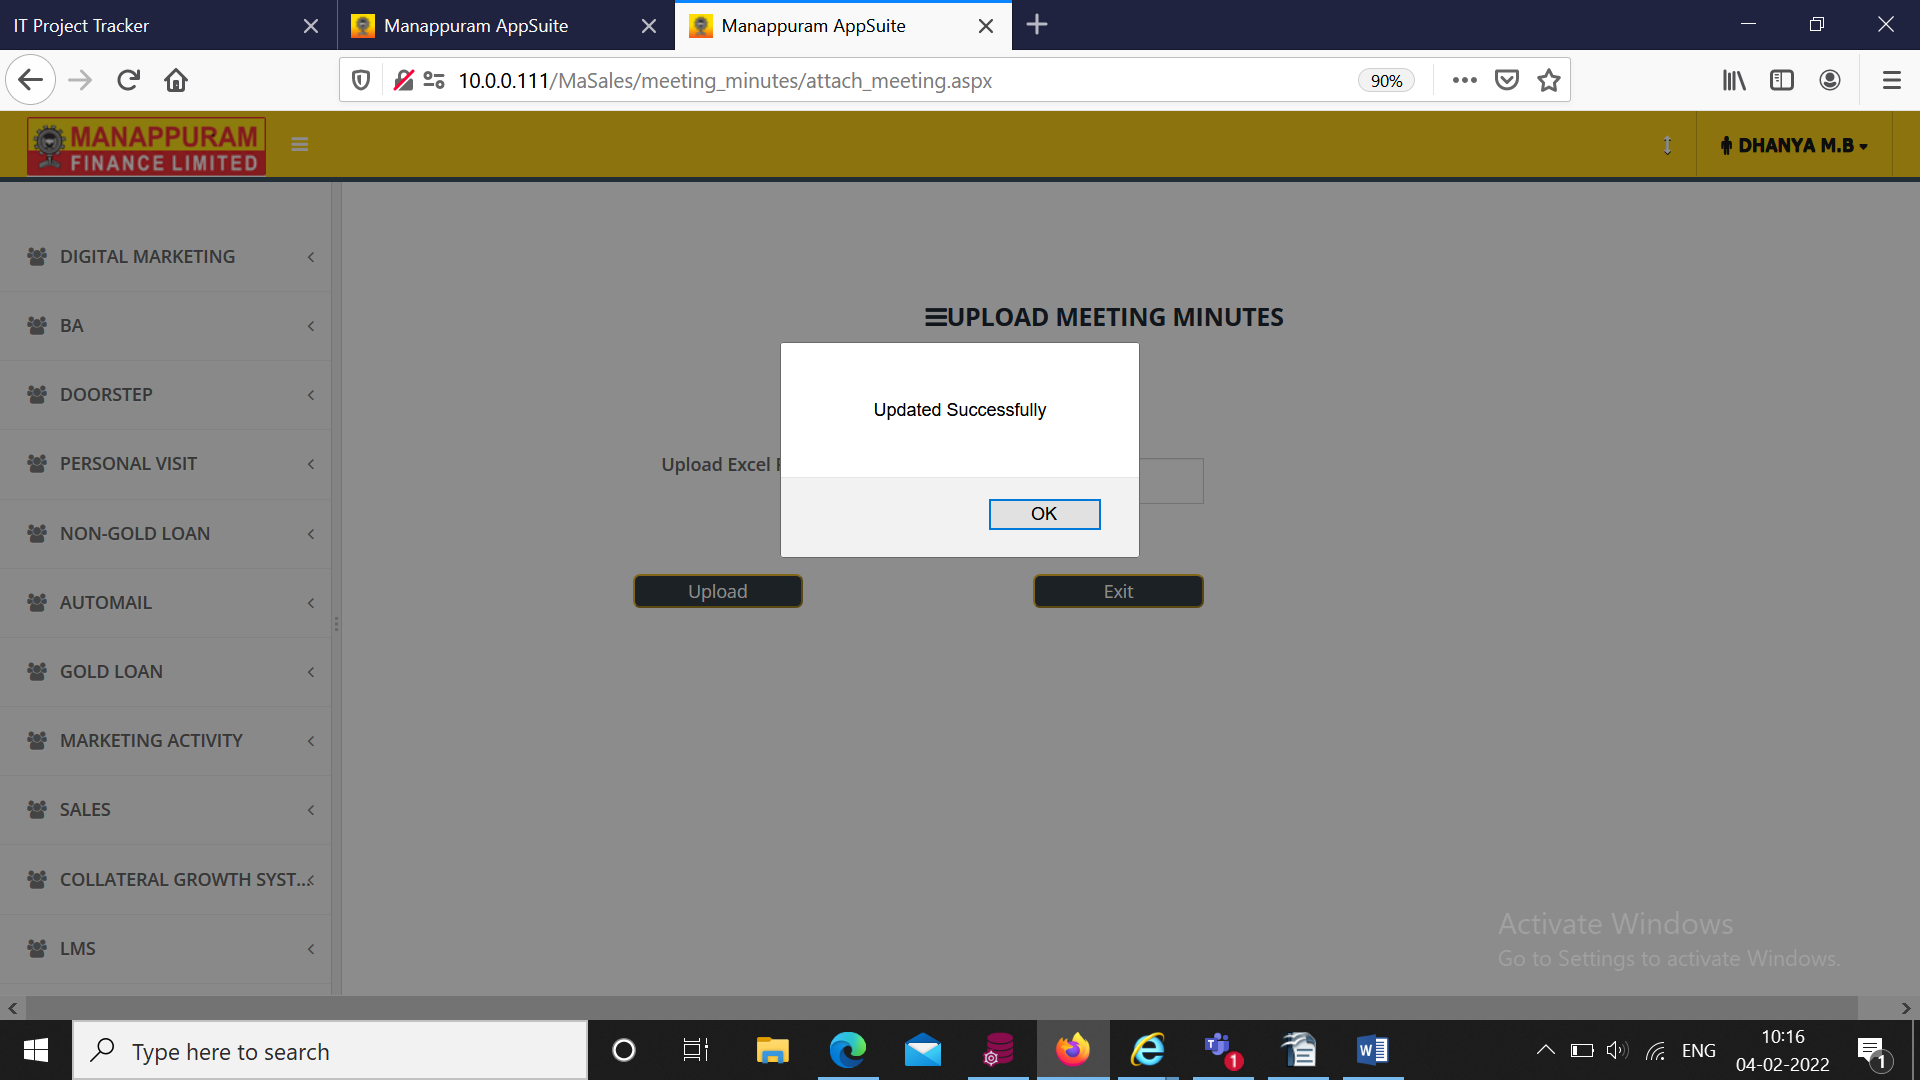 IT Project Tracker
Manappuram AppSuite
Manappuram AppSuite
10.0.0.111/MaSales/meeting_minutes/attach_meeting.aspx
90%
MANAPPURAM
FINANCE LIMITED
DHANYA M.B
DIGITAL MARKETING
BA
DOORSTEP
PERSONAL VISIT
NON-GOLD LOAN
AUTOMAIL
GOLD LOAN
MARKETING ACTIVITY
SALES
COLLATERAL GROWTH SYST...
LMS
UPLOAD MEETING MINUTES
Updated Successfully
Upload Excel
OK
Upload
Exit
Activate Windows
Go to Settings to activate Windows.
Type here to search
1
ENG
10:16
04-02-2022
1